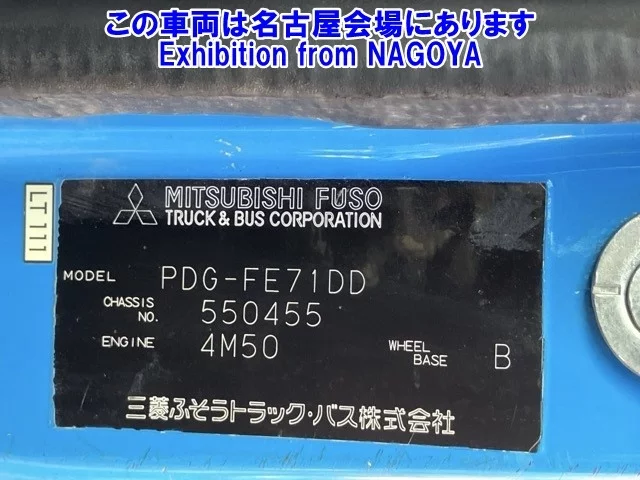 この車両は名古屋会場にあります
Exhibition from NAGOYA
LT111
MITSUBISHI FUSO
TRUCK & BUS CORPORATION
MODEL PDG-FE71DD
CHASSIS NO. 550455
ENGINE 4M50 WHEEL BASE B
三菱ふそうトラック・バス株式会社